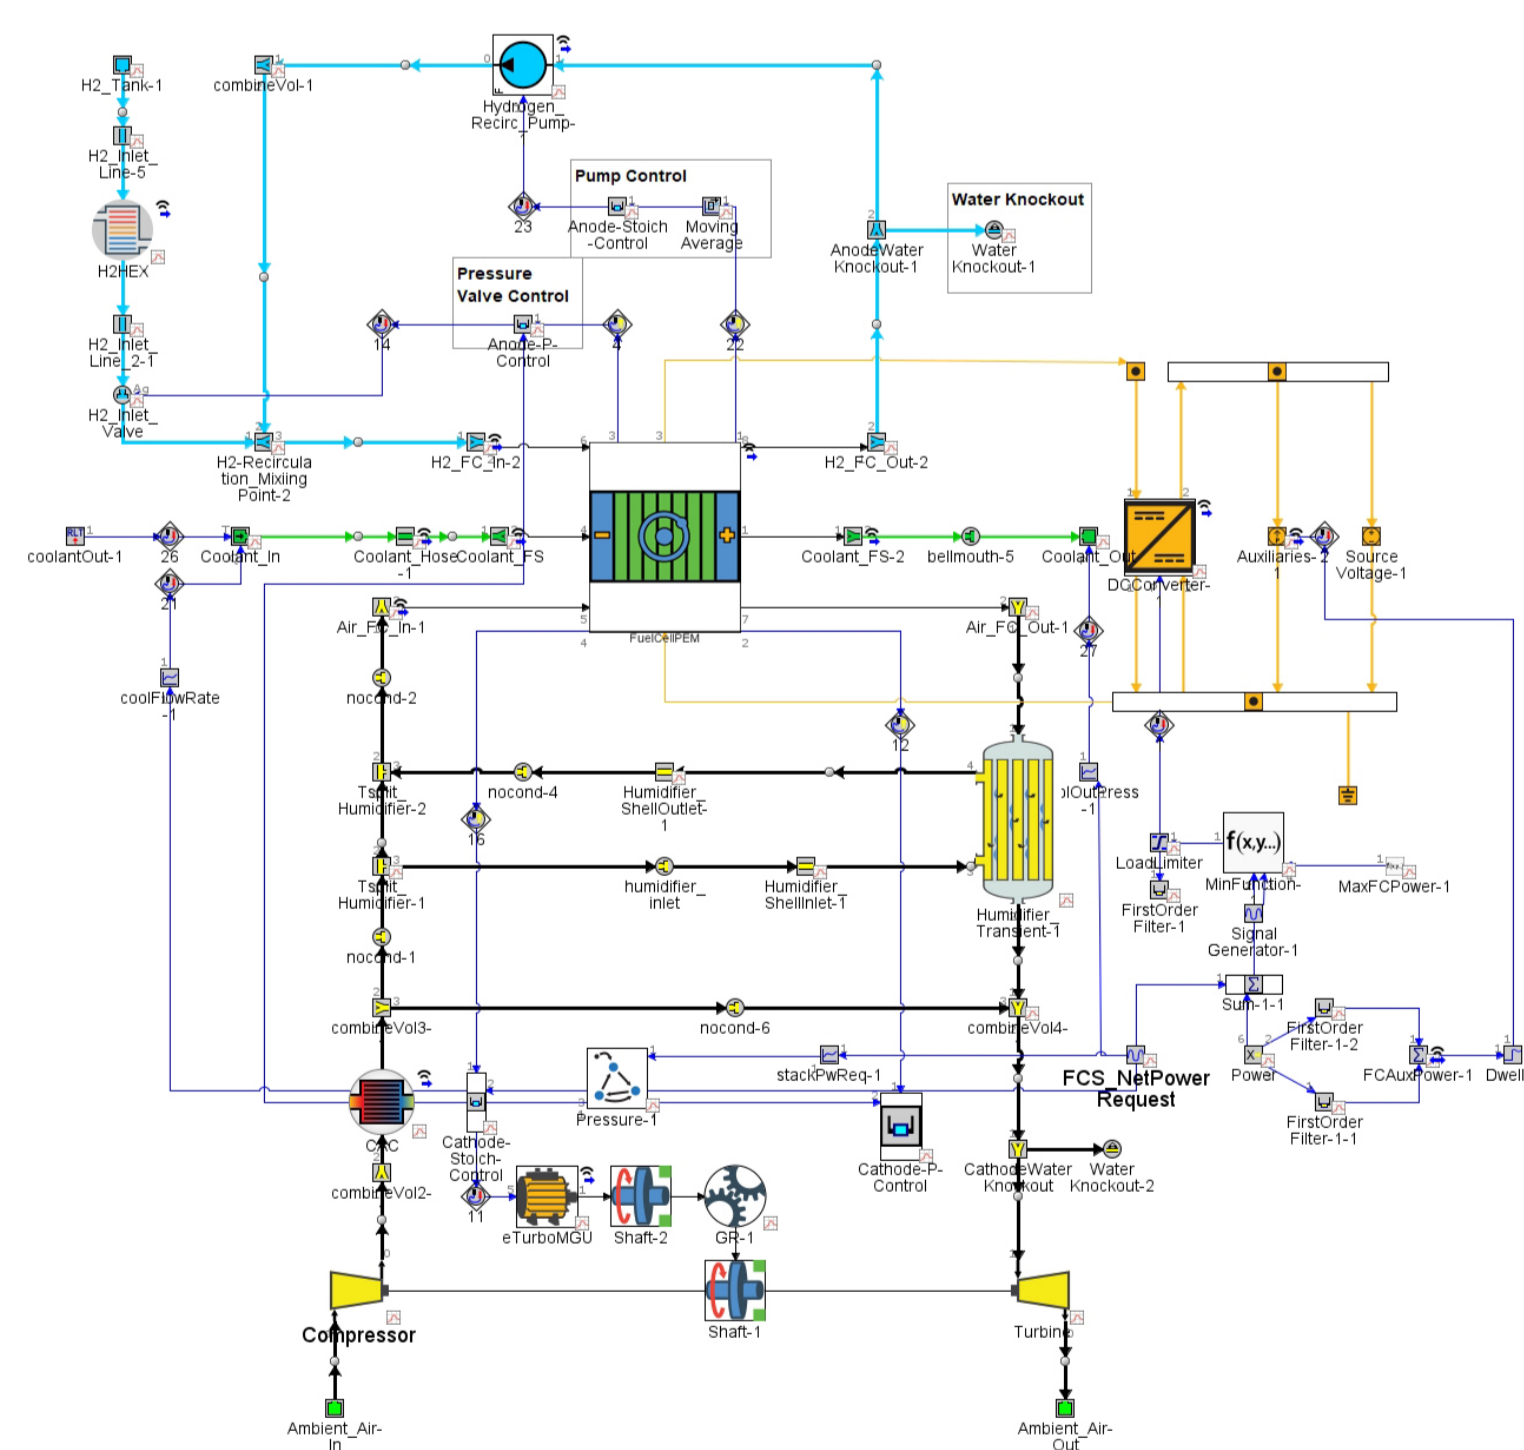 H2_Tank-1
combineVol-1
Hydrogen_
Recirc_Pump-
H2_Inlet_
Line-5
Pump Control
23
Anode-Stoich
-Control
Moving
Average
Water Knockout
AnodeWater
Knockout-1
Water
Knockout-1
H2HEX
Pressure
Valve Control
14
Anode-P-
Control
4
22
H2_Inlet_
Line_2-1
H2_Inlet_
Valve
H2-Recircula
tion_Mixiing
Point-2
H2_FC_In-2
H2_FC_Out-2
coolantOut-1
26
Coolant_In
Coolant_Hose
-1
Coolant_FS
Coolant_FS-2
bellmouth-5
Coolant_Out
DCConverter-
Auxiliaries-2
1
Source
Voltage-1
21
Air_FC_In-1
FuelCellPEM
Air_FC_Out-1
27
coolFlowRate
-1
nocond-2
12
Tsplit_
Humidifier-2
nocond-4
Humidifier_
ShellOutlet-
1
olOutPress
-1
16
f(x,y...)
LoadLimiter
MinFunction-
MaxFCPower-1
Tsplit_
Humidifier-1
humidifier_
inlet
Humidifier_
ShellInlet-1
Humidifier_
Transient-1
FirstOrder
Filter-1
Signal
Generator-1
nocond-1
Sum-1-1
combineVol3-
nocond-6
combineVol4-
FirstOrder
Filter-1-2
stackPwReq-1
FCS_NetPower
Request
Power
FCAuxPower-1
Dwell
CAC
Pressure-1
FirstOrder
Filter-1-1
Cathode-
Stoich-
Control
Cathode-P-
Control
CathodeWater
Knockout
Water
Knockout-2
combineVol2-
11
eTurboMGU
Shaft-2
GR-1
Compressor
Shaft-1
Turbine
Ambient_Air-
In
Ambient_Air-
Out